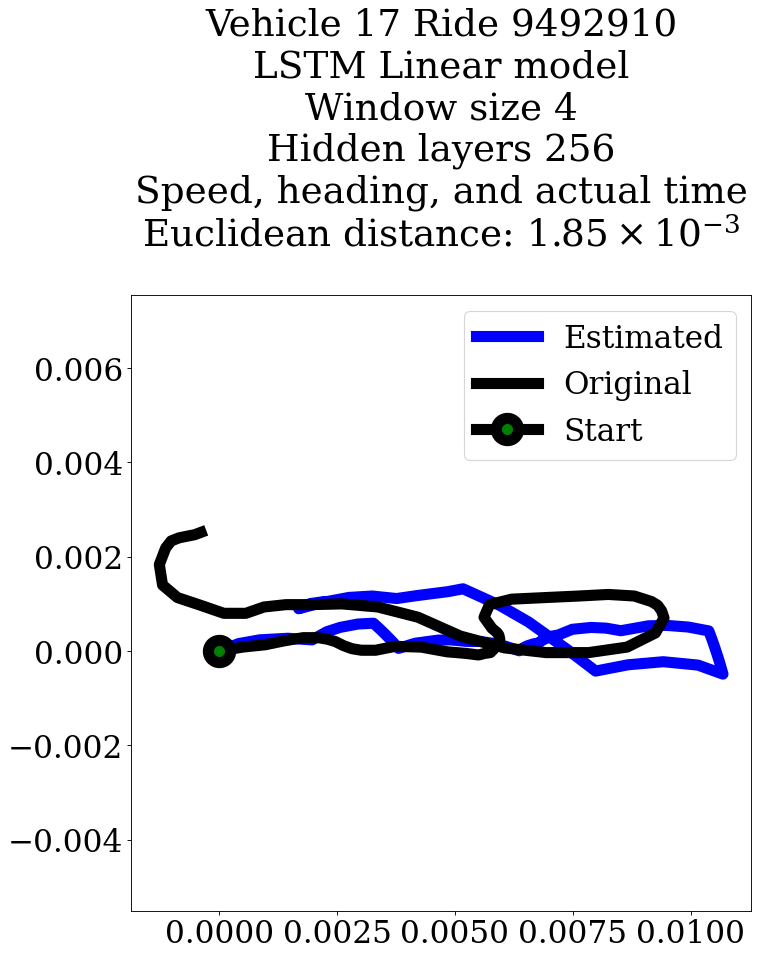 Vehicle 17 Ride 9492910
LSTM Linear model
Window size 4
Hidden layers 256
Speed, heading, and actual time
Euclidean distance: 1.85 × 10⁻³
Estimated
Original
Start
0.006
0.004
0.002
0.000
−0.002
−0.004
0.0000 0.0025 0.0050 0.0075 0.0100